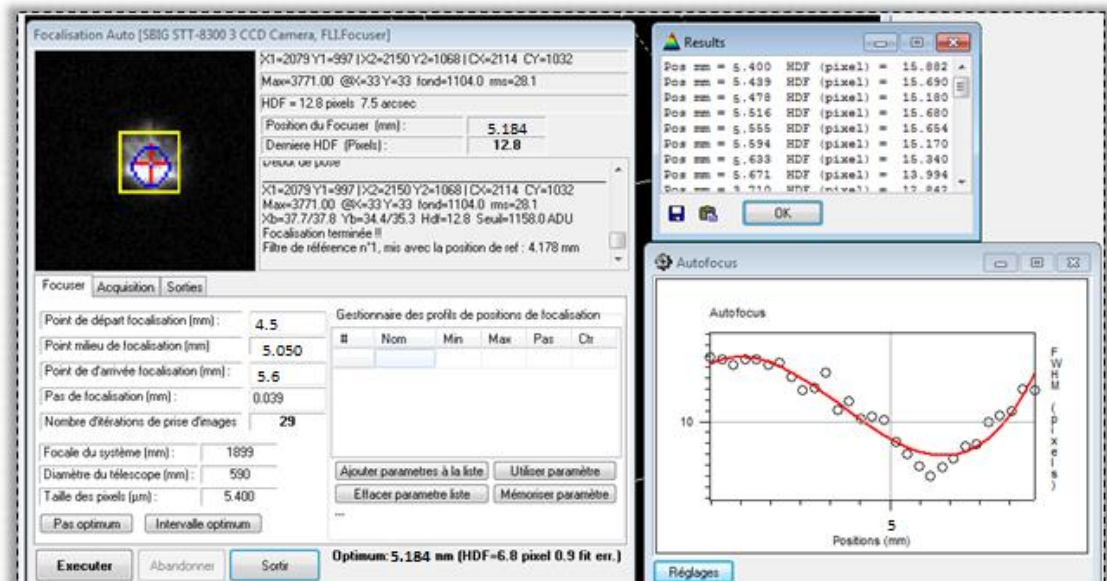 Focalisation Auto [SBIG STT-8300 3 CCD Camera, FLI.Focuser]
X1=2079 Y1=997 | X2=2150 Y2=1068 | CX=2114 CY=1032
Max=3771.00 @X=33 Y=33 fond=1104.0 rms=28.1
HDF = 12.8 pixels 7.5 arcsec
Position du Focuser (mm) : 5.184
Derniere HDF (Pixels) : 12.8
Debut de pose
X1=2079 Y1=997 | X2=2150 Y2=1068 | CX=2114 CY=1032
Max=3771.00 @X=33 Y=33 fond=1104.0 rms=28.1
Xb=37.7/37.8 Yb=34.4/35.3 Hdf=12.8 Seuil=1158.0 ADU
Focalisation terminée !!
Filtre de référence n°1, mis avec la position de ref : 4.178 mm
Focuser Acquisition Sorties
Point de départ focalisation (mm) : 4.5
Point milieu de focalisation (mm) 5.050
Point de d'arrivée focalisation (mm) : 5.6
Pas de focalisation (mm) : 0.039
Nombre d'itérations de prise d'images 29
Focale du système (mm) : 1899
Diamètre du télescope (mm) : 590
Taille des pixels (µm) : 5.400
Pas optimum Intervalle optimum
Gestionnaire des profils de positions de focalisation
# Nom Min Max Pas Ctr
Ajouter parametres à la liste Utiliser paramètre
Effacer parametre liste Mémoriser paramètre
...
Executer Abandonner Sortir
Optimum: 5.184 mm (HDF=6.8 pixel 0.9 fit err.)
Results
Pos mm = 5.400 HDF (pixel) = 15.882
Pos mm = 5.439 HDF (pixel) = 15.690
Pos mm = 5.478 HDF (pixel) = 15.180
Pos mm = 5.516 HDF (pixel) = 15.680
Pos mm = 5.555 HDF (pixel) = 15.654
Pos mm = 5.594 HDF (pixel) = 15.170
Pos mm = 5.633 HDF (pixel) = 15.340
Pos mm = 5.671 HDF (pixel) = 13.994
Pos mm = 5.710 HDF (pixel) = 12.842
OK
Autofocus
Autofocus
10
5
Positions (mm)
FWHM (pixels)
Réglages